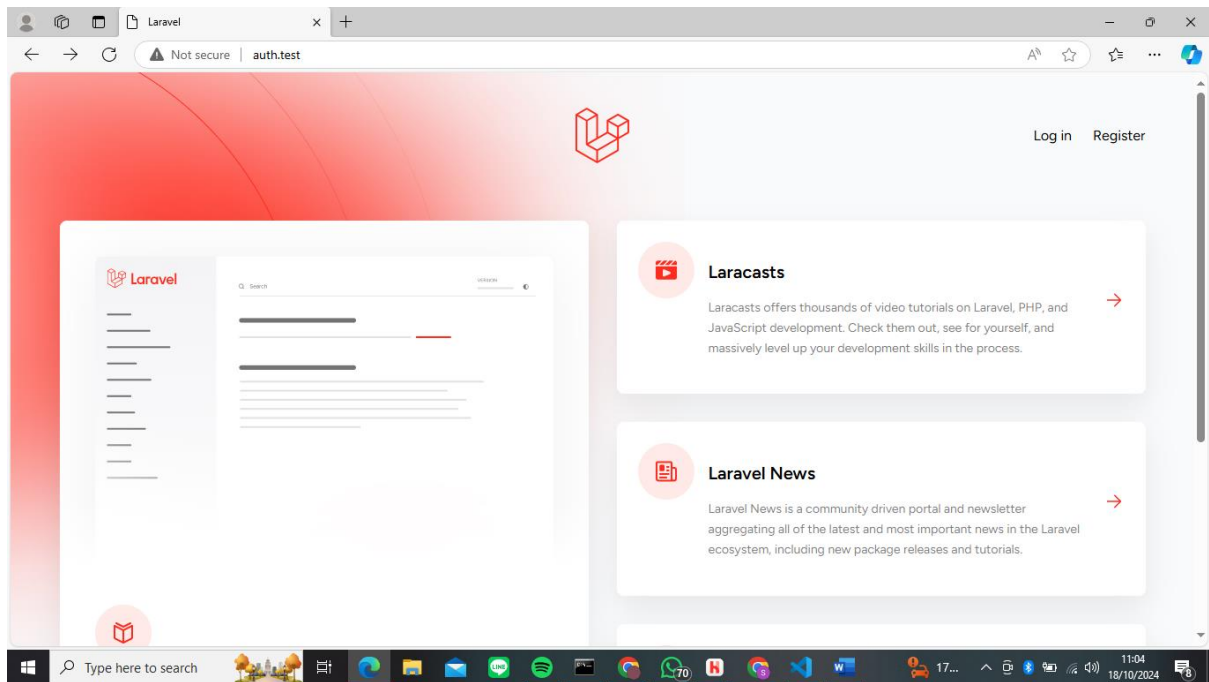 Laravel
Not secure
auth.test
Log in
Register
Laravel
Search
Laracasts
Laracasts offers thousands of video tutorials on Laravel, PHP, and
JavaScript development. Check them out, see for yourself, and
massively level up your development skills in the process.
Laravel News
Laravel News is a community driven portal and newsletter
aggregating all of the latest and most important news in the Laravel
ecosystem, including new package releases and tutorials.
Type here to search
LINE
70
17...
11:04
18/10/2024
8